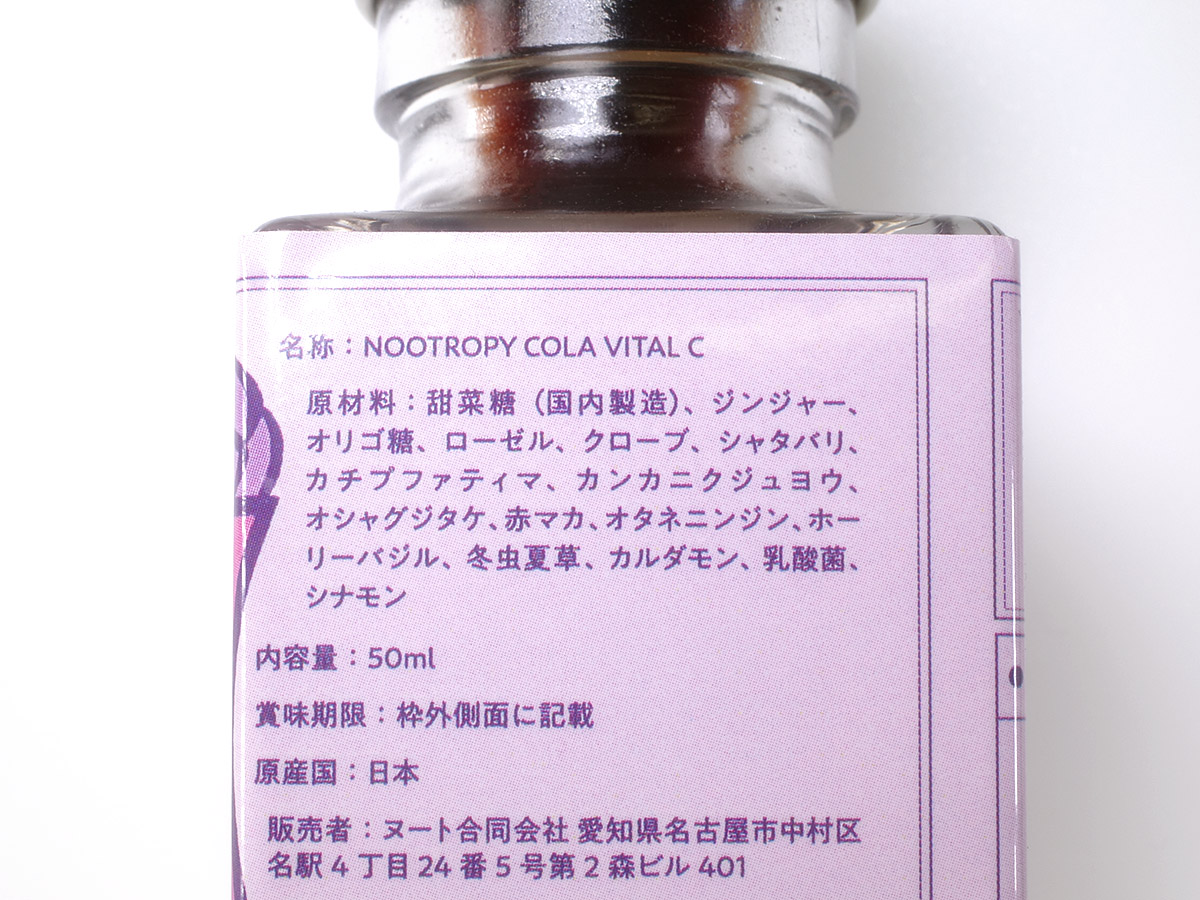 名称：NOOTROPY COLA VITAL C
原材料：甜菜糖（国内製造）、ジンジャー、
オリゴ糖、ローゼル、クローブ、シャタバリ、
カチプファティマ、カンカニクジュヨウ、
オシャグジタケ、赤マカ、オタネニンジン、ホー
リーバジル、冬虫夏草、カルダモン、乳酸菌、
シナモン
内容量：50ml
賞味期限：枠外側面に記載
原産国：日本
販売者：ヌート合同会社 愛知県名古屋市中村区
名駅４丁目24番５号第２森ビル 401